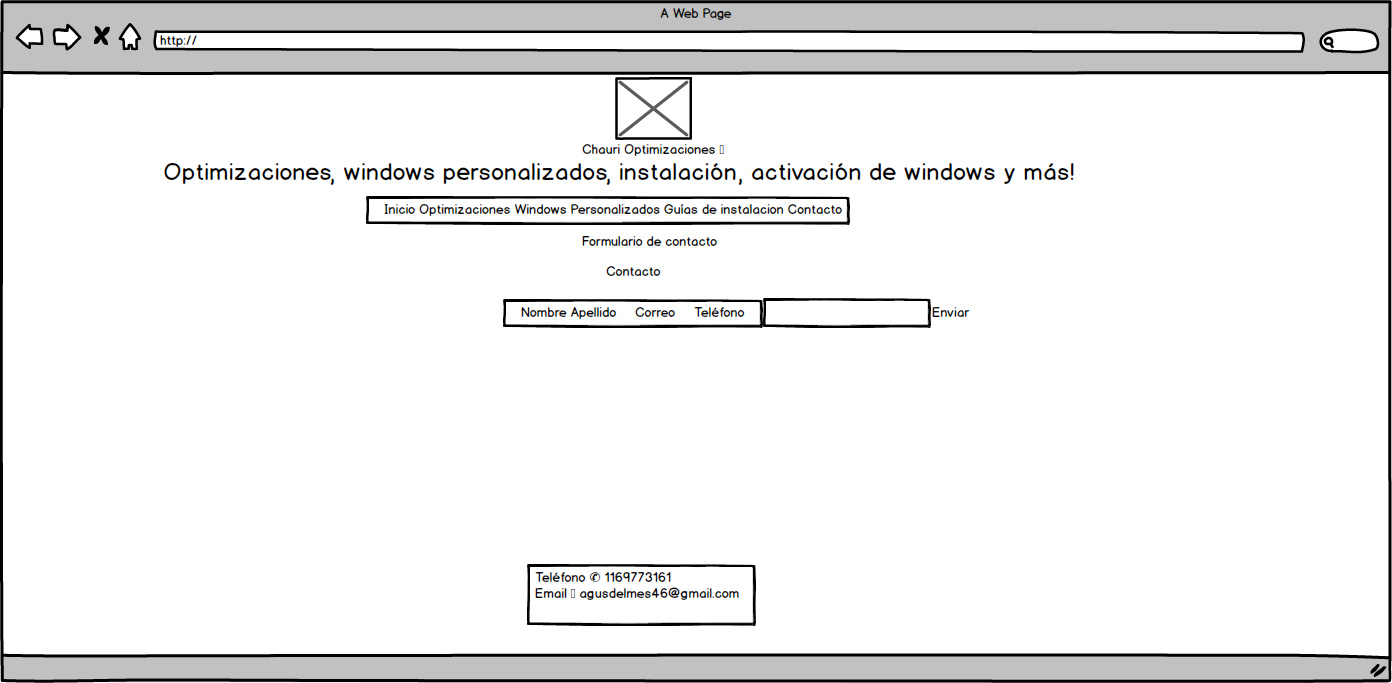 A Web Page
http://
Chauri Optimizaciones
Optimizaciones, windows personalizados, instalación, activación de windows y más!
Inicio Optimizaciones Windows Personalizados Guías de instalacion Contacto
Formulario de contacto
Contacto
Nombre Apellido Correo Teléfono Enviar
Teléfono ✆ 1169773161
Email agusdelmes46@gmail.com